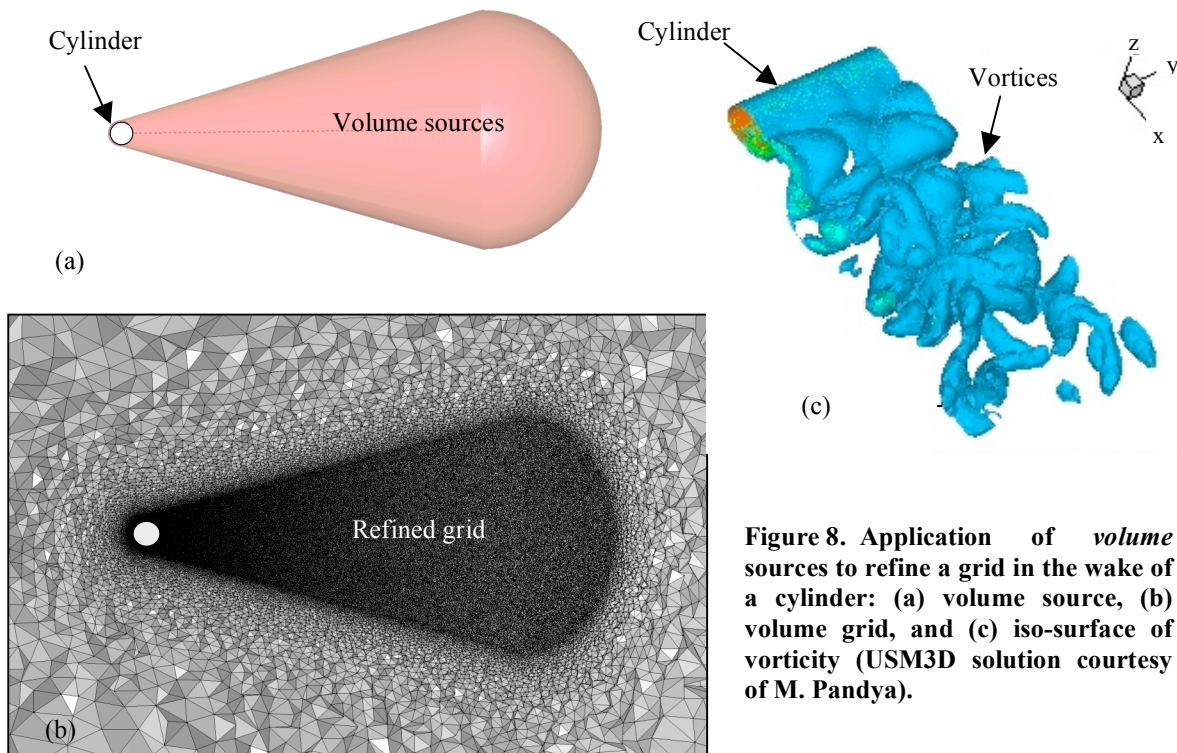 Cylinder
Volume sources
(a)
Cylinder
Vortices
z
y
x
(c)
Refined grid
(b)
Figure 8. Application of volume
sources to refine a grid in the wake of
a cylinder: (a) volume source, (b)
volume grid, and (c) iso-surface of
vorticity (USM3D solution courtesy
of M. Pandya).